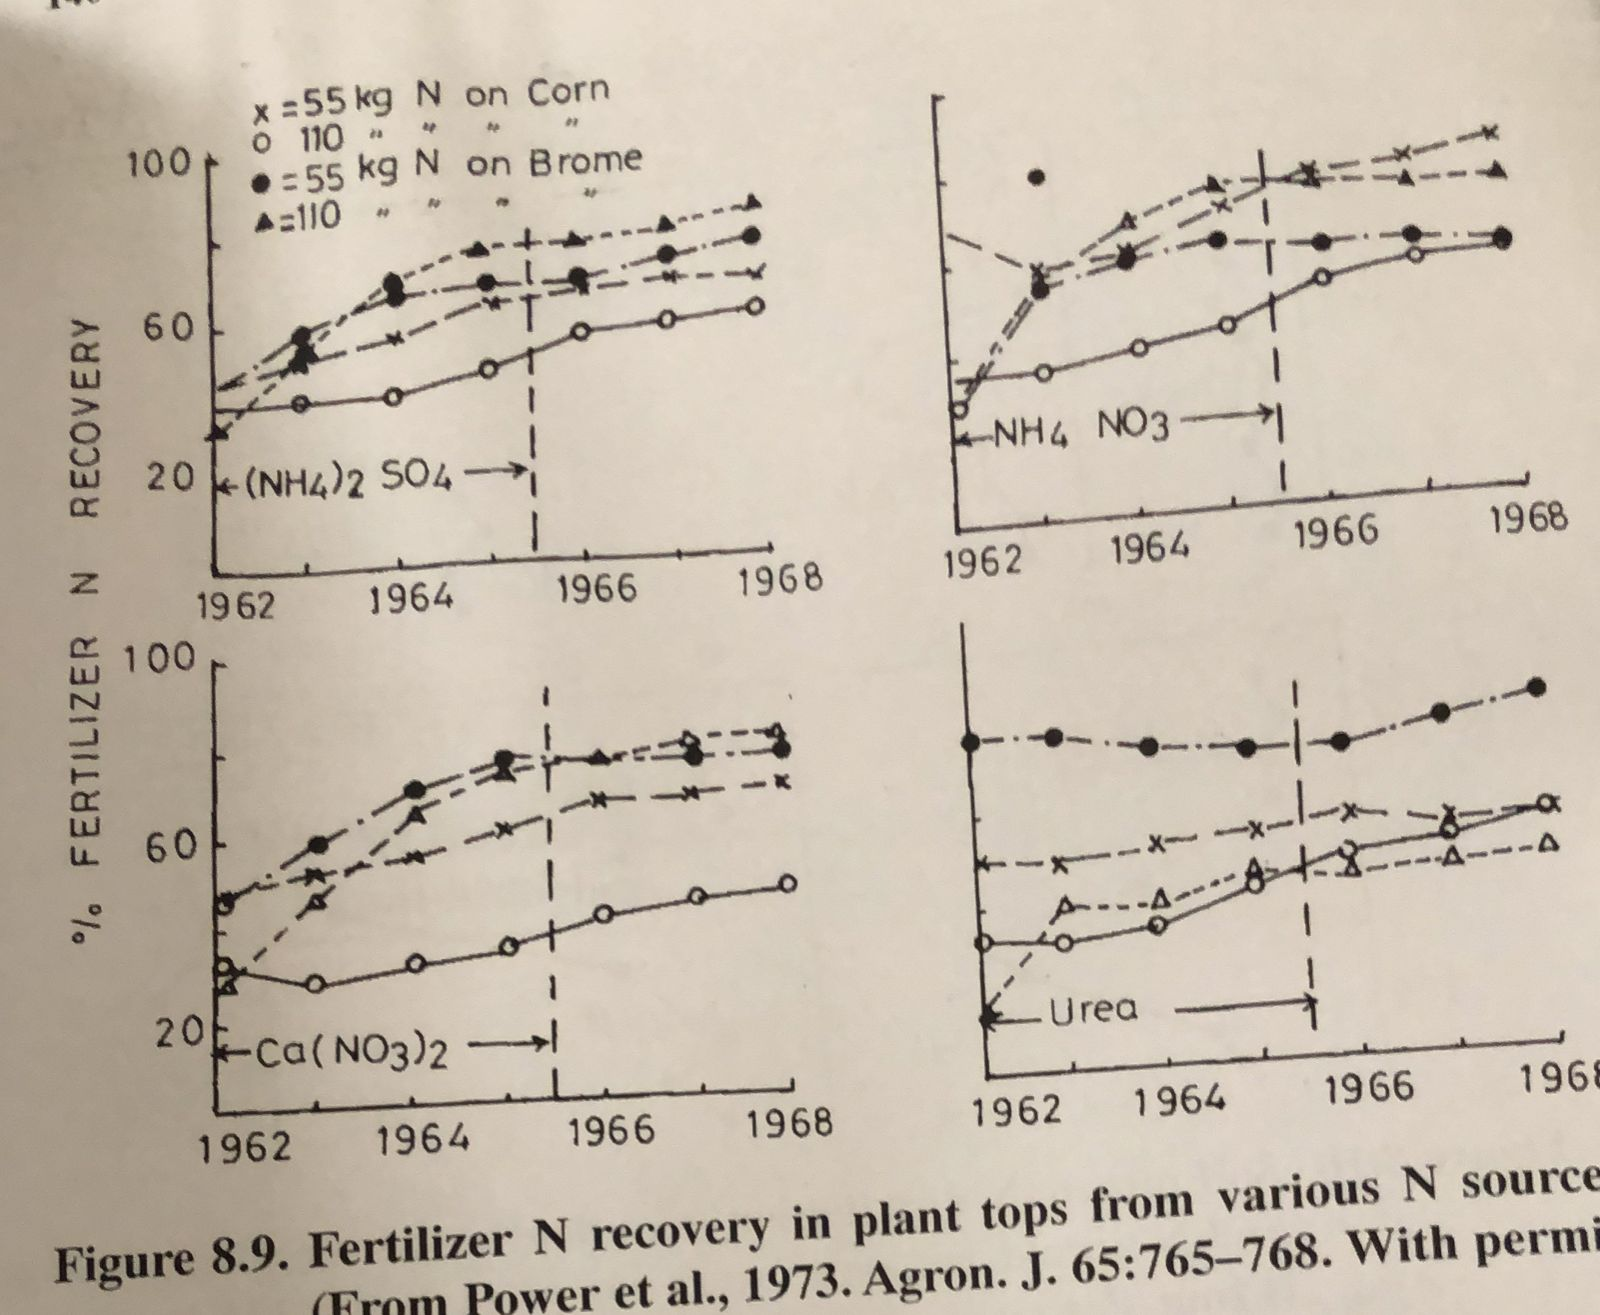 x =55 kg N on Corn
o 110 " " " "
● =55 kg N on Brome
▲=110 " " " "
100
60
20
% FERTILIZER N RECOVERY
←(NH4)2 SO4 →
1962 1964 1966 1968
←NH4 NO3 →
1962 1964 1966 1968
100
60
20
←Ca(NO3)2 →
1962 1964 1966 1968
←Urea →
1962 1964 1966 1968
Figure 8.9. Fertilizer N recovery in plant tops from various N source
(From Power et al., 1973. Agron. J. 65:765–768. With permi